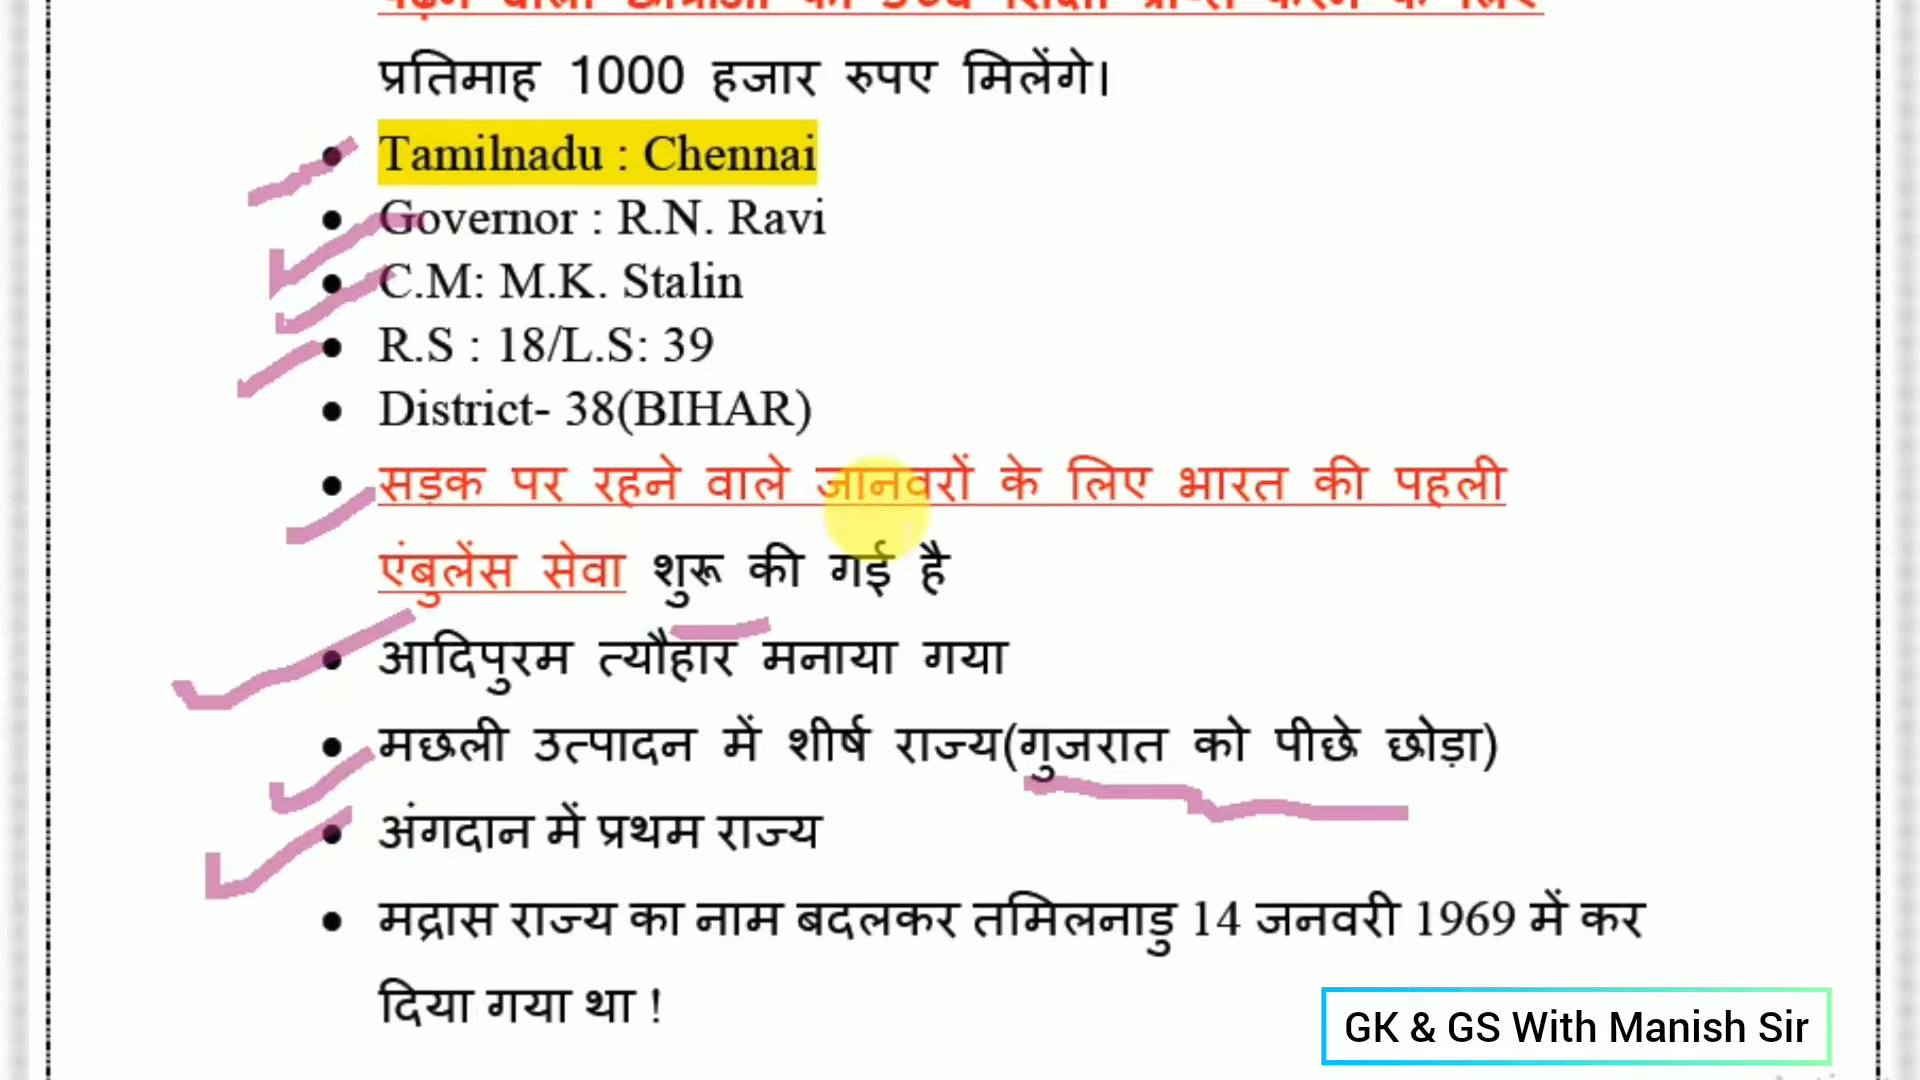 प्रतिमाह 1000 हजार रुपए मिलेंगे।
• Tamilnadu : Chennai
• Governor : R.N. Ravi
• C.M: M.K. Stalin
• R.S : 18/L.S: 39
• District- 38(BIHAR)
• सड़क पर रहने वाले जानवरों के लिए भारत की पहली
एंबुलेंस सेवा शुरू की गई है
• आदिपुरम त्यौहार मनाया गया
• मछली उत्पादन में शीर्ष राज्य(गुजरात को पीछे छोड़ा)
• अंगदान में प्रथम राज्य
• मद्रास राज्य का नाम बदलकर तमिलनाडु 14 जनवरी 1969 में कर
दिया गया था !
GK & GS With Manish Sir